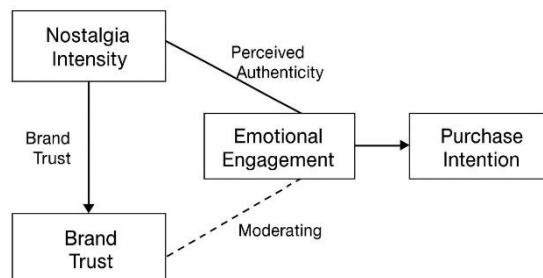 Nostalgia
Intensity
Perceived
Authenticity
Brand
Trust
Emotional
Engagement
Purchase
Intention
Brand
Trust
Moderating